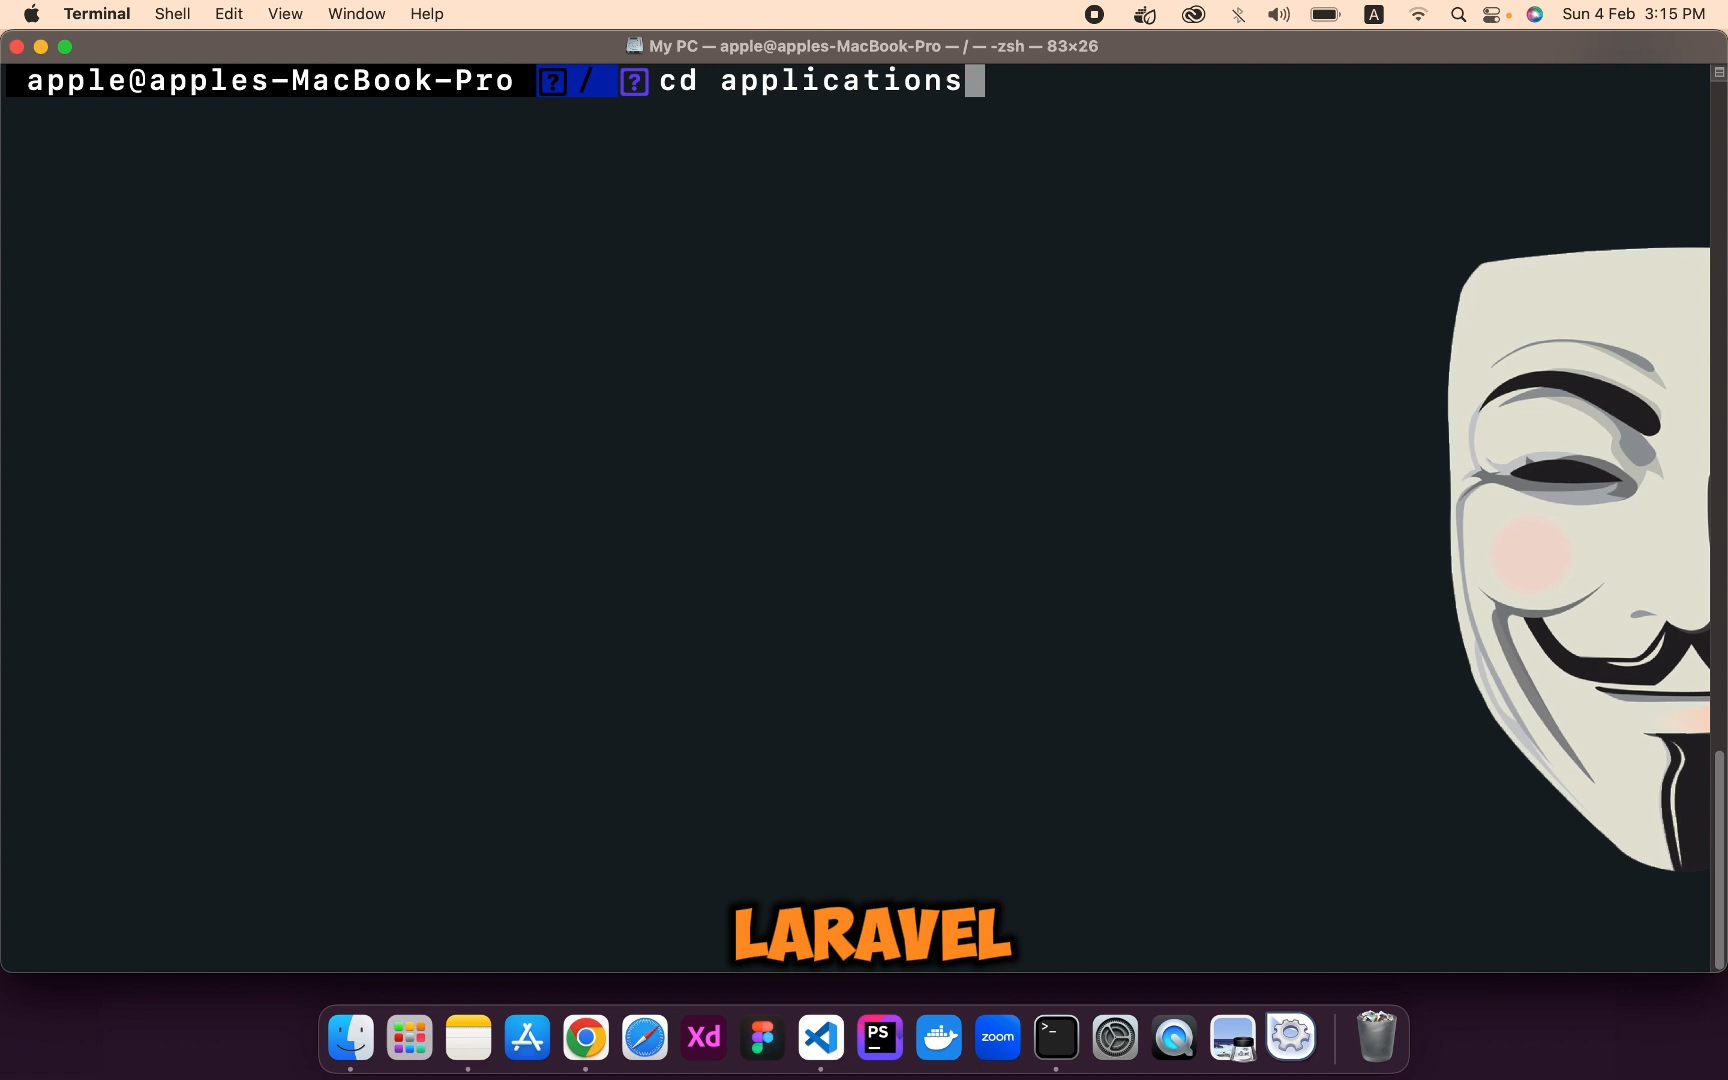 Terminal Shell Edit View Window Help A Sun 4 Feb 3:15 PM
My PC — apple@apples-MacBook-Pro — / — -zsh — 83×26
apple@apples-MacBook-Pro ? / ? cd applications
LARAVEL
Xd PS >_ zoom